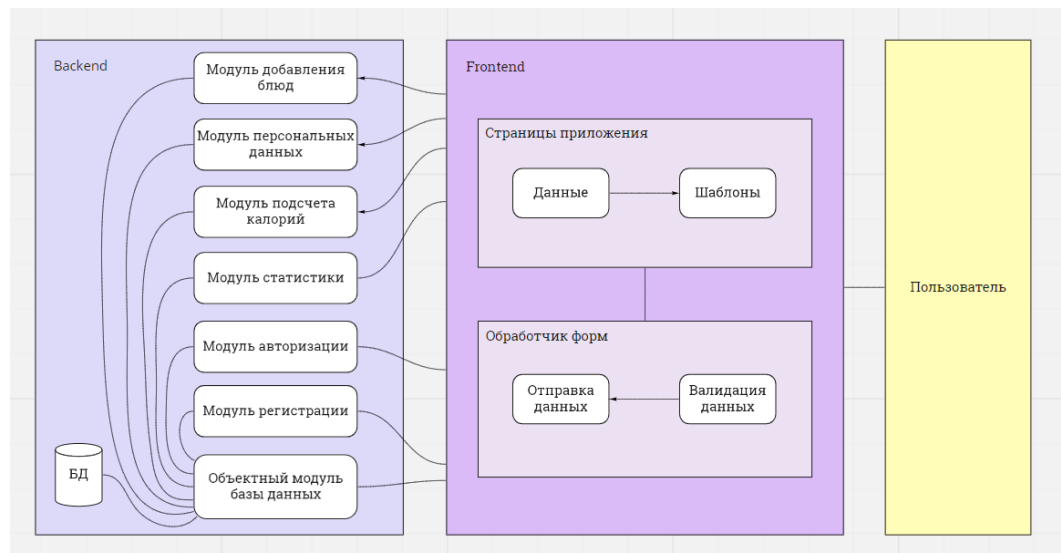 Backend
Модуль добавления
блюд
Модуль персональных
данных
Модуль подсчета
калорий
Модуль статистики
Модуль авторизации
Модуль регистрации
БД
Объектный модуль
базы данных
Frontend
Страницы приложения
Данные
Шаблоны
Обработчик форм
Отправка
данных
Валидация
данных
Пользователь